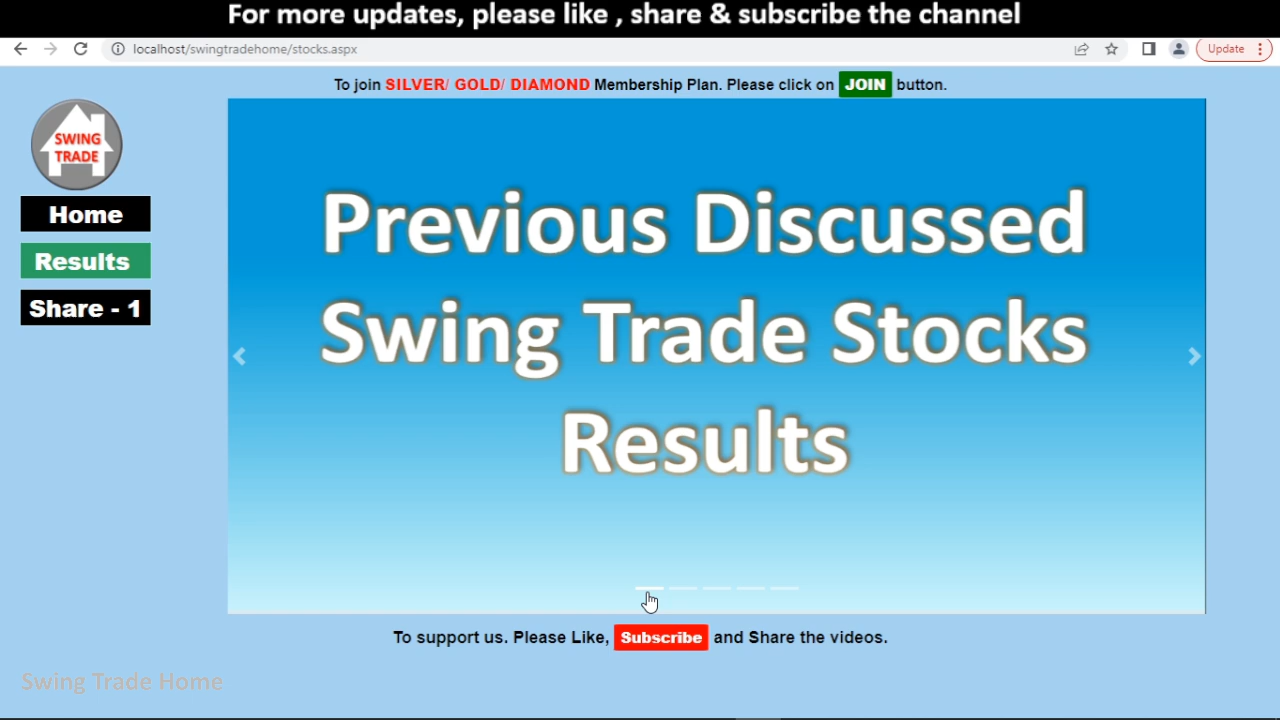 For more updates, please like , share & subscribe the channel
localhost/swingtradehome/stocks.aspx
Update
To join SILVER/ GOLD/ DIAMOND Membership Plan. Please click on JOIN button.
SWING
TRADE
Home
Results
Share - 1
Previous Discussed
Swing Trade Stocks
Results
To support us. Please Like, Subscribe and Share the videos.
Swing Trade Home